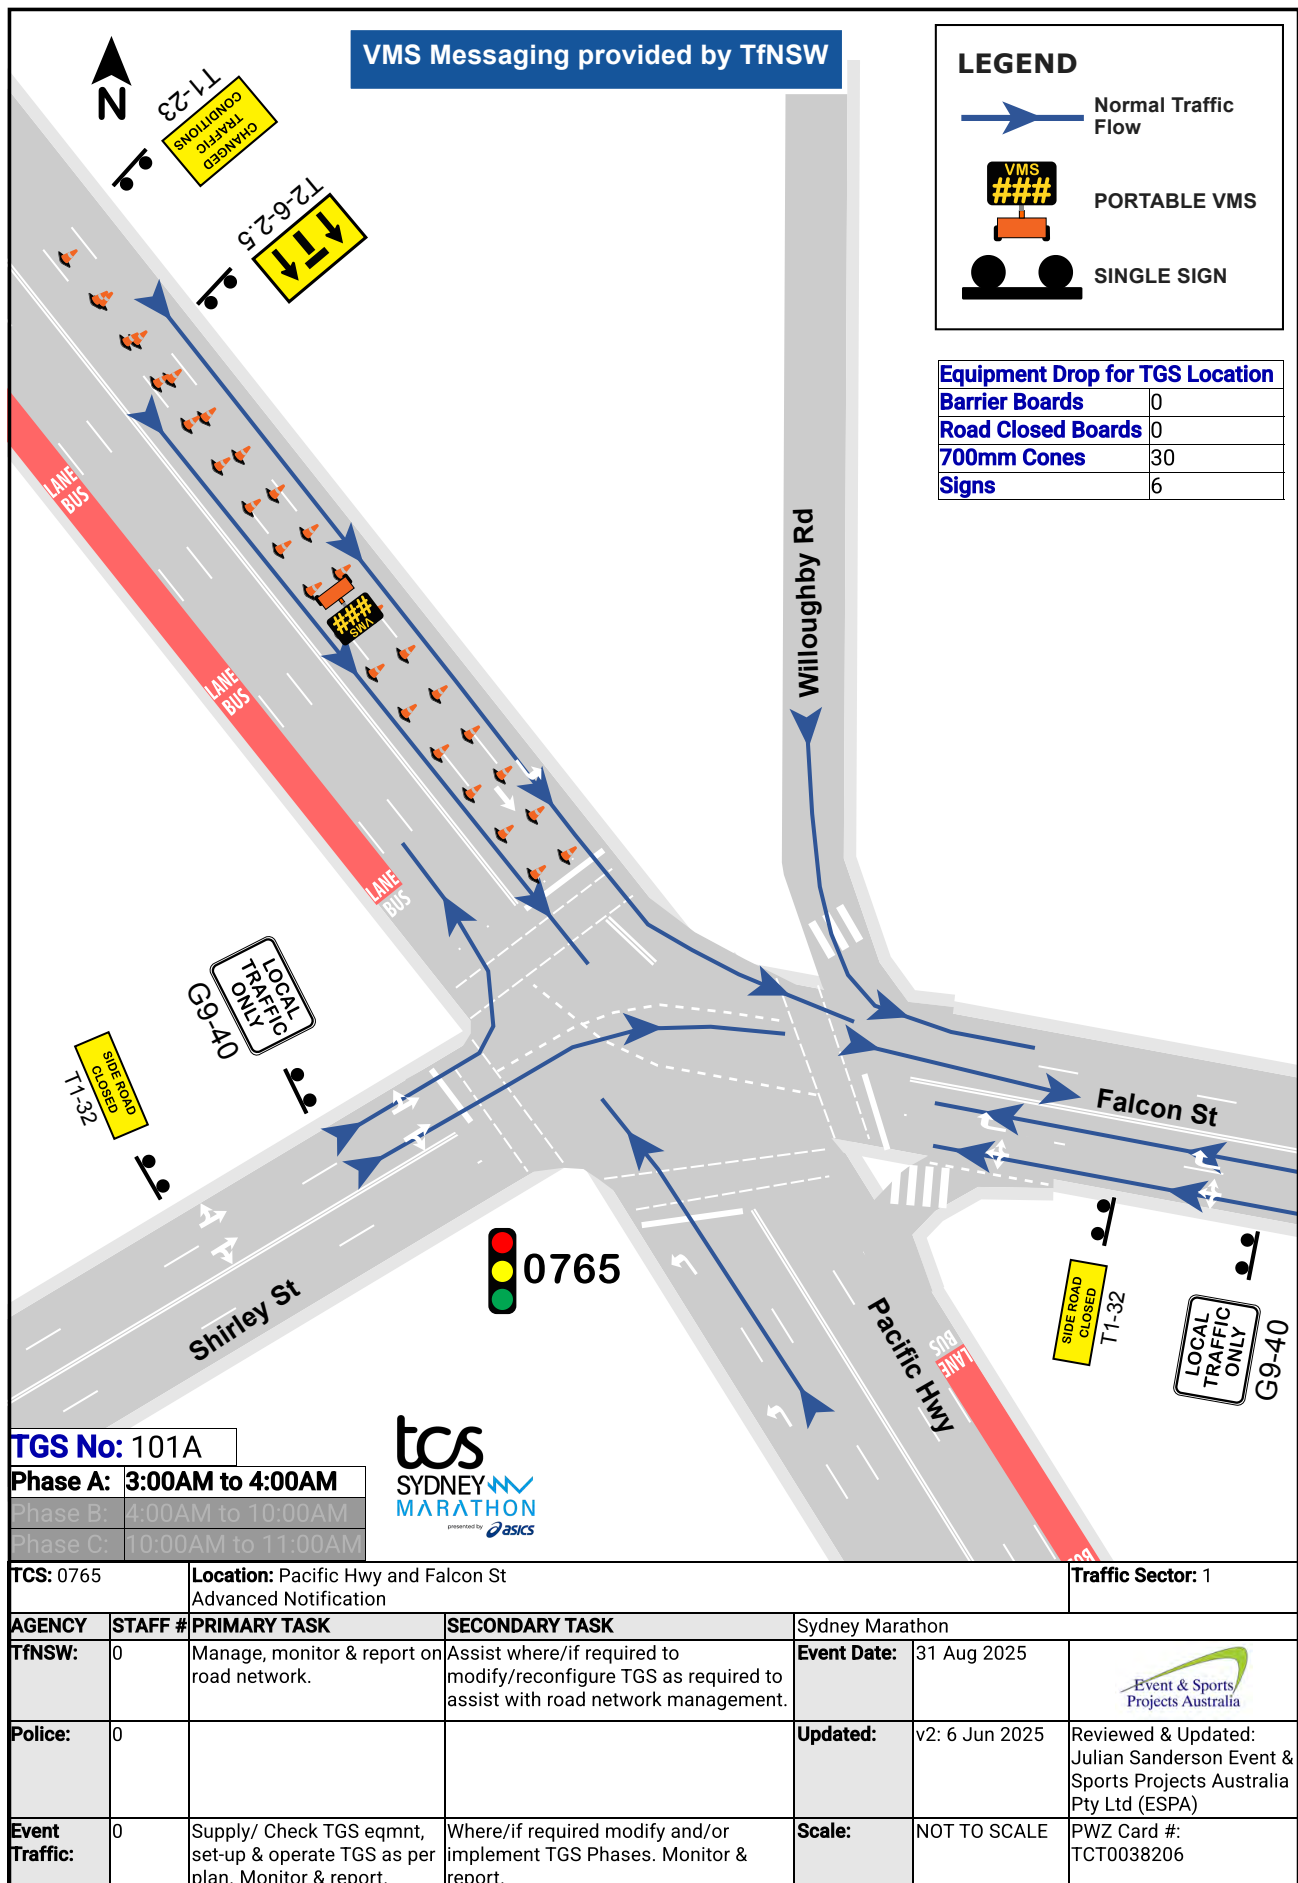 VMS Messaging provided by TfNSW
N
T1-23
CHANGED
TRAFFIC
CONDITIONS
T2-6-2.5
LEGEND
Normal Traffic
Flow
VMS
###
PORTABLE VMS
SINGLE SIGN
Equipment Drop for TGS Location
Barrier Boards 0
Road Closed Boards 0
700mm Cones 30
Signs 6
LANE
BUS
LANE
BUS
LANE
BUS
VMS
###
Willoughby Rd
LOCAL
TRAFFIC
ONLY
G9-40
SIDE ROAD
CLOSED
T1-32
Falcon St
Shirley St
0765
Pacific Hwy
BUS
LANE
BUS
SIDE ROAD
CLOSED
T1-32
LOCAL
TRAFFIC
ONLY
G9-40
TGS No: 101A
Phase A: 3:00AM to 4:00AM
Phase B: 4:00AM to 10:00AM
Phase C: 10:00AM to 11:00AM
tcs
SYDNEY
MARATHON
presented by asics
TCS: 0765
Location: Pacific Hwy and Falcon St
Advanced Notification
Traffic Sector: 1
AGENCY STAFF # PRIMARY TASK SECONDARY TASK Sydney Marathon
TfNSW: 0
Manage, monitor & report on
road network.
Assist where/if required to
modify/reconfigure TGS as required to
assist with road network management.
Event Date: 31 Aug 2025
Event & Sports
Projects Australia
Police: 0
Updated: v2: 6 Jun 2025
Reviewed & Updated:
Julian Sanderson Event &
Sports Projects Australia
Pty Ltd (ESPA)
Event
Traffic:
0
Supply/ Check TGS eqmnt,
set-up & operate TGS as per
plan. Monitor & report.
Where/if required modify and/or
implement TGS Phases. Monitor &
report.
Scale: NOT TO SCALE
PWZ Card #:
TCT0038206